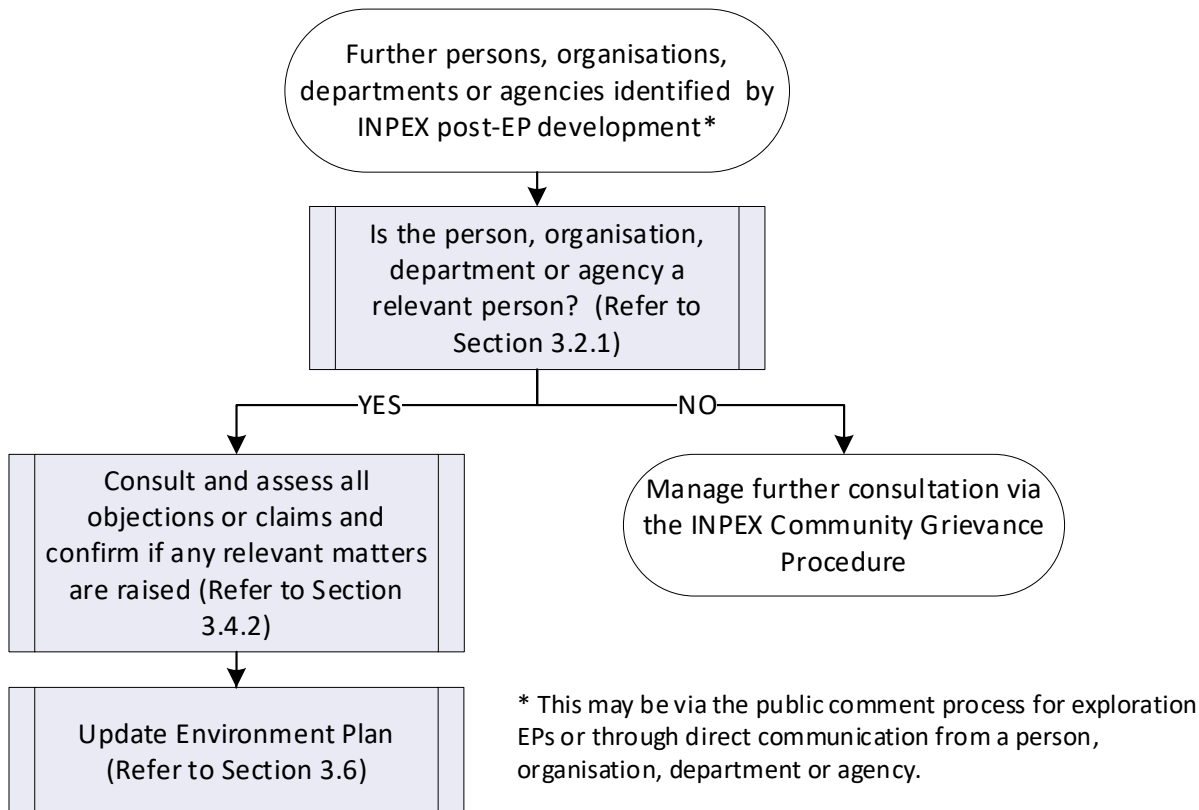 Further persons, organisations,
departments or agencies identified by
INPEX post-EP development*
Is the person, organisation,
department or agency a
relevant person? (Refer to
Section 3.2.1)
YES
NO
Consult and assess all
objections or claims and
confirm if any relevant matters
are raised (Refer to Section
3.4.2)
Manage further consultation via
the INPEX Community Grievance
Procedure
Update Environment Plan
(Refer to Section 3.6)
* This may be via the public comment process for exploration
EPs or through direct communication from a person,
organisation, department or agency.